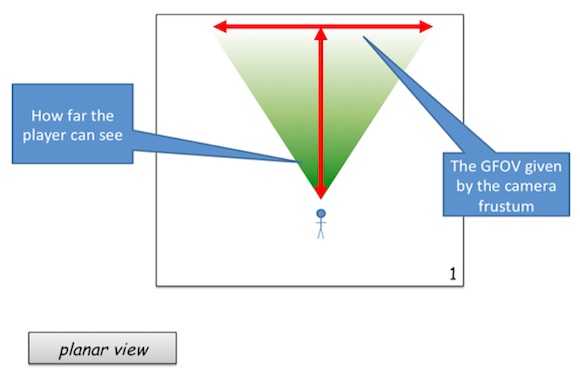 How far the
player can see
The GFOV given
by the camera
frustum
1
planar view